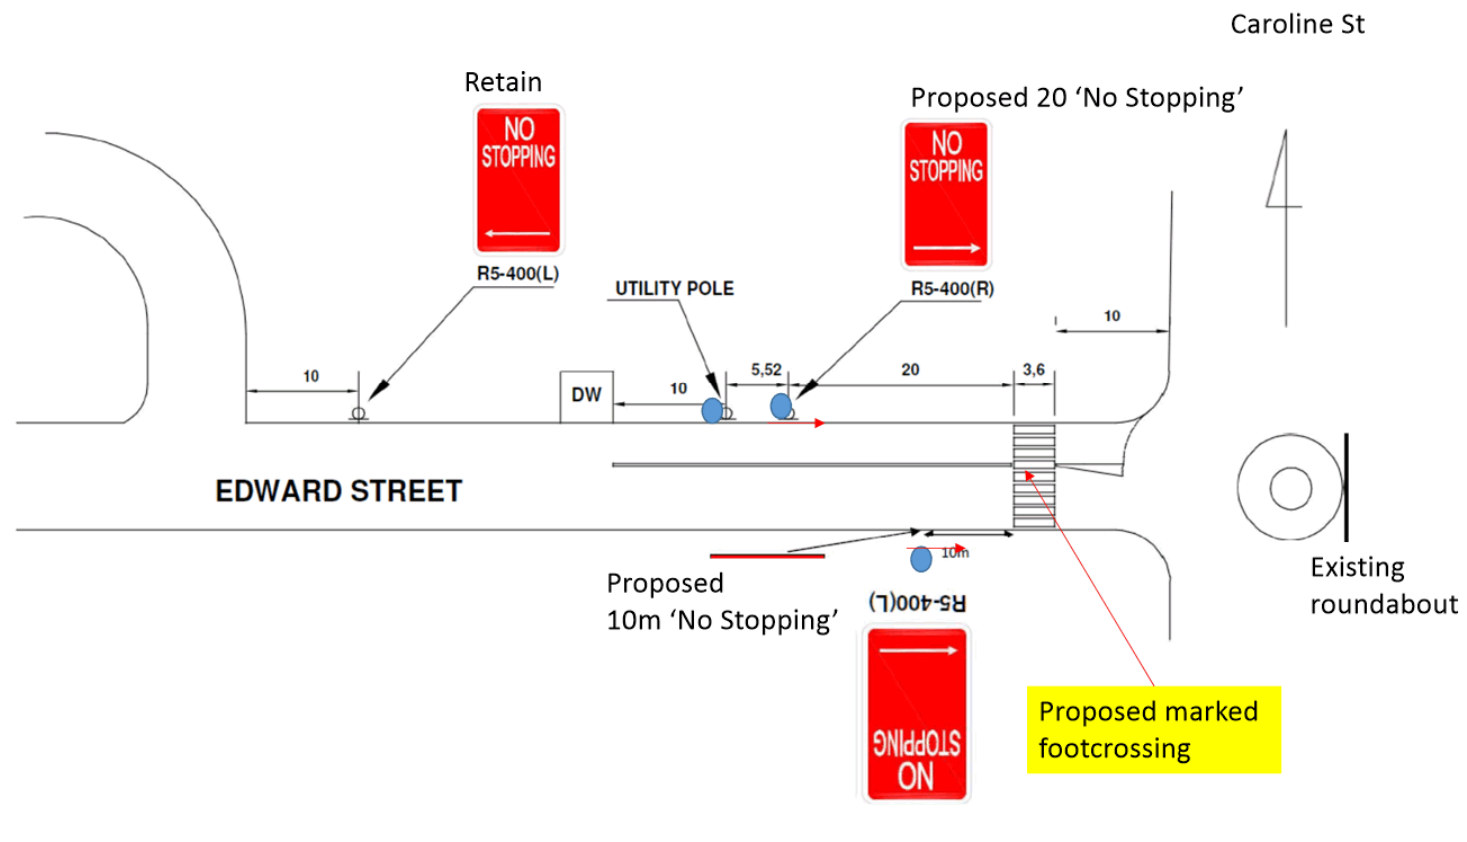 Caroline St
Retain
Proposed 20 ‘No Stopping’
NO
STOPPING
NO
STOPPING
R5-400(L)
UTILITY POLE
R5-400(R)
10
10
DW
10
5,52
20
3,6
EDWARD STREET
10m
Existing
roundabout
Proposed
10m ‘No Stopping’
R5-400(L)
NO
STOPPING
Proposed marked
footcrossing